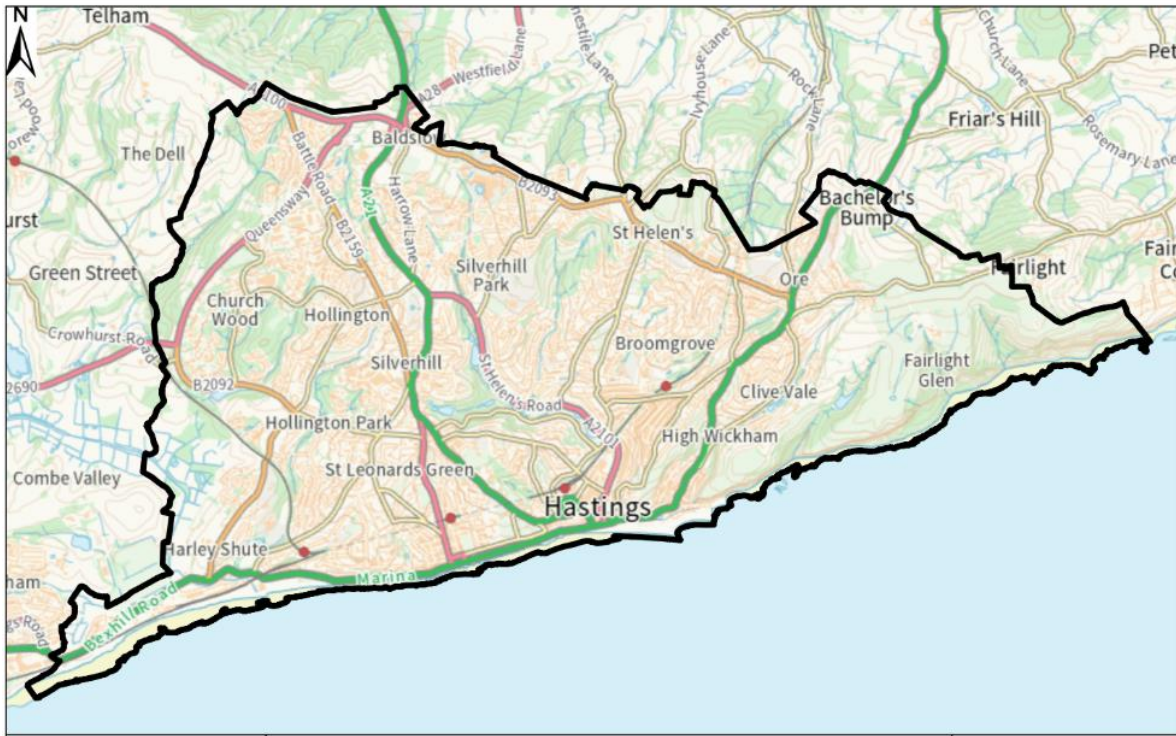 N
Telham
A2100
A28
Westfield Lane
Ivyhouse Lane
Rock Lane
Church Lane
Friar's Hill
Rosemary Lane
The Dell
Baldslow
Battle Road
Queensway
A21
Harrow Lane
B2093
B2159
St Helen's
Bachelor's
Bump
Green Street
Silverhill
Park
Ore
Fairlight
Church
Wood
Hollington
Crowhurst Road
Silverhill
Broomgrove
Fairlight
Glen
B2092
St Helen's Road
A2101
Clive Vale
Hollington Park
High Wickham
St Leonards Green
Combe Valley
Hastings
Harley Shute
Marina
Bexhill Road